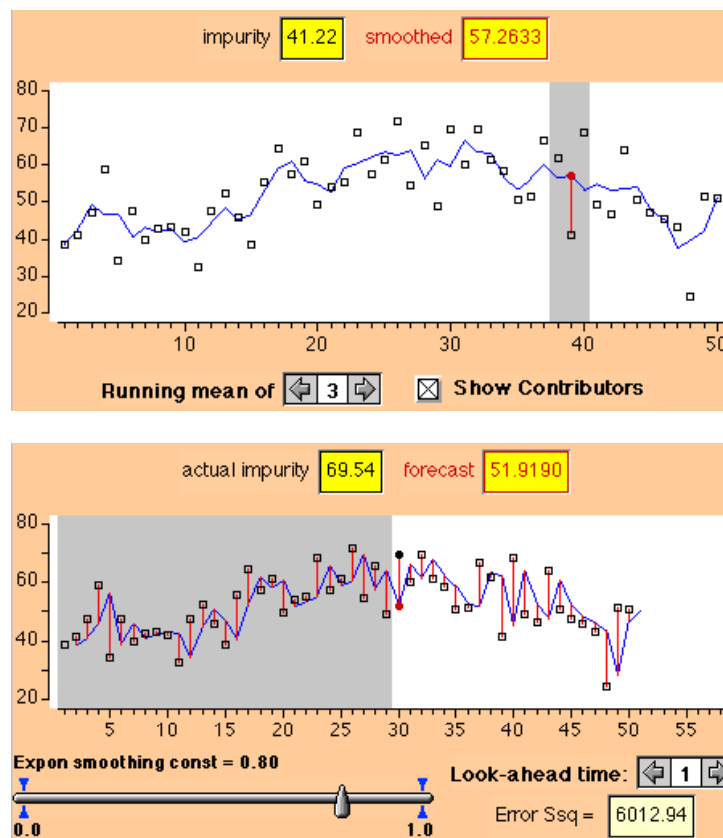 impurity 41.22 smoothed 57.2633
80
70
60
50
40
30
20
10 20 30 40 50
Running mean of 3 Show Contributors
actual impurity 69.54 forecast 51.9190
80
60
40
20
5 10 15 20 25 30 35 40 45 50 55
Expon smoothing const = 0.80
Look-ahead time: 1
0.0 1.0
Error Ssq = 6012.94